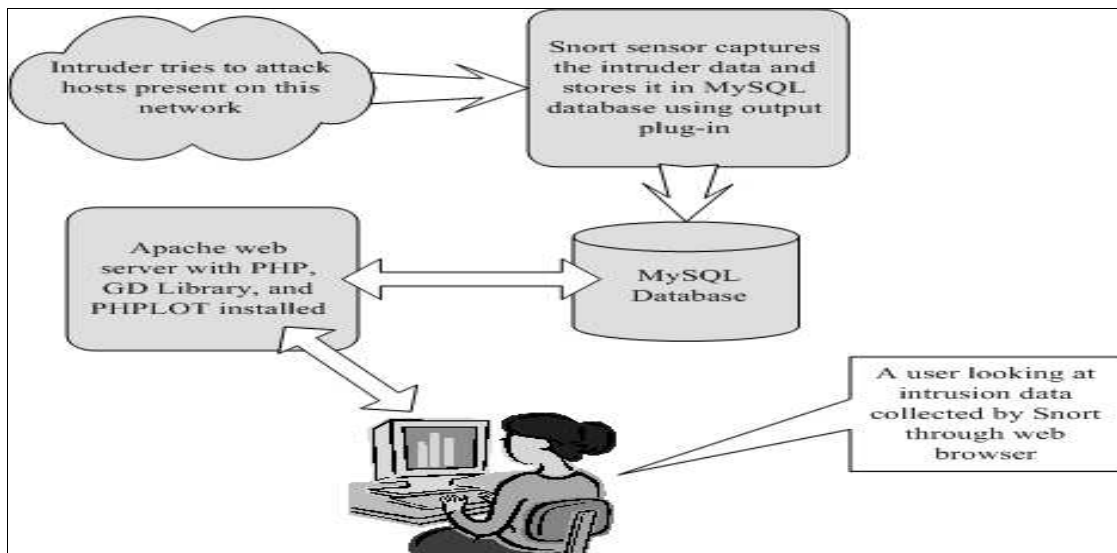 Intruder tries to attack
hosts present on this
network
Snort sensor captures
the intruder data and
stores it in MySQL
database using output
plug-in
Apache web
server with PHP,
GD Library, and
PHPLOT installed
MySQL
Database
A user looking at
intrusion data
collected by Snort
through web
browser